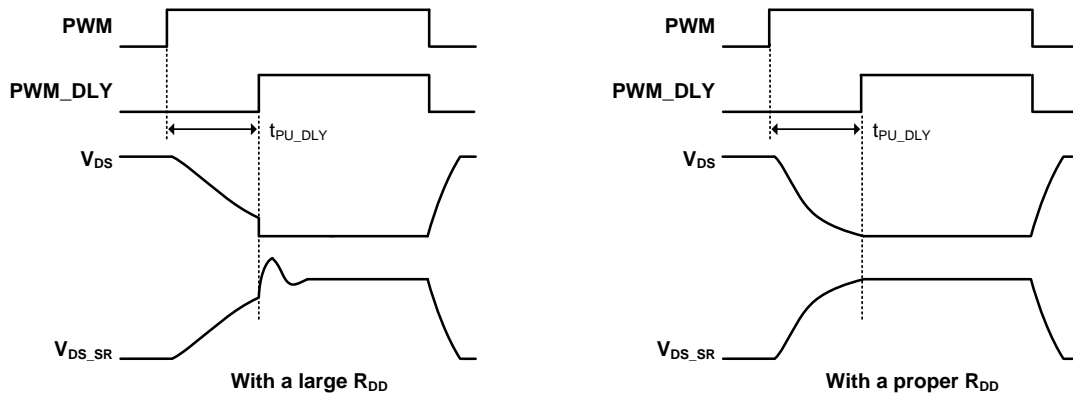 PWM
PWM_DLY
tPU_DLY
VDS
VDS_SR
With a large RDD
PWM
PWM_DLY
tPU_DLY
VDS
VDS_SR
With a proper RDD